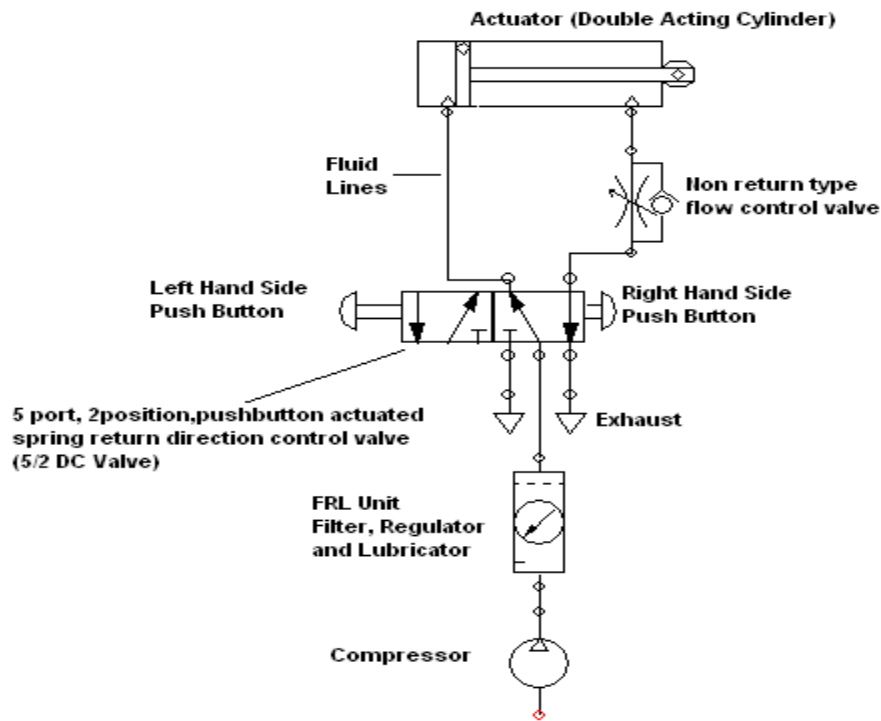 Actuator (Double Acting Cylinder)
Fluid
Lines
Non return type
flow control valve
Left Hand Side
Push Button
Right Hand Side
Push Button
5 port, 2position,pushbutton actuated
spring return direction control valve
(5/2 DC Valve)
Exhaust
FRL Unit
Filter, Regulator
and Lubricator
Compressor